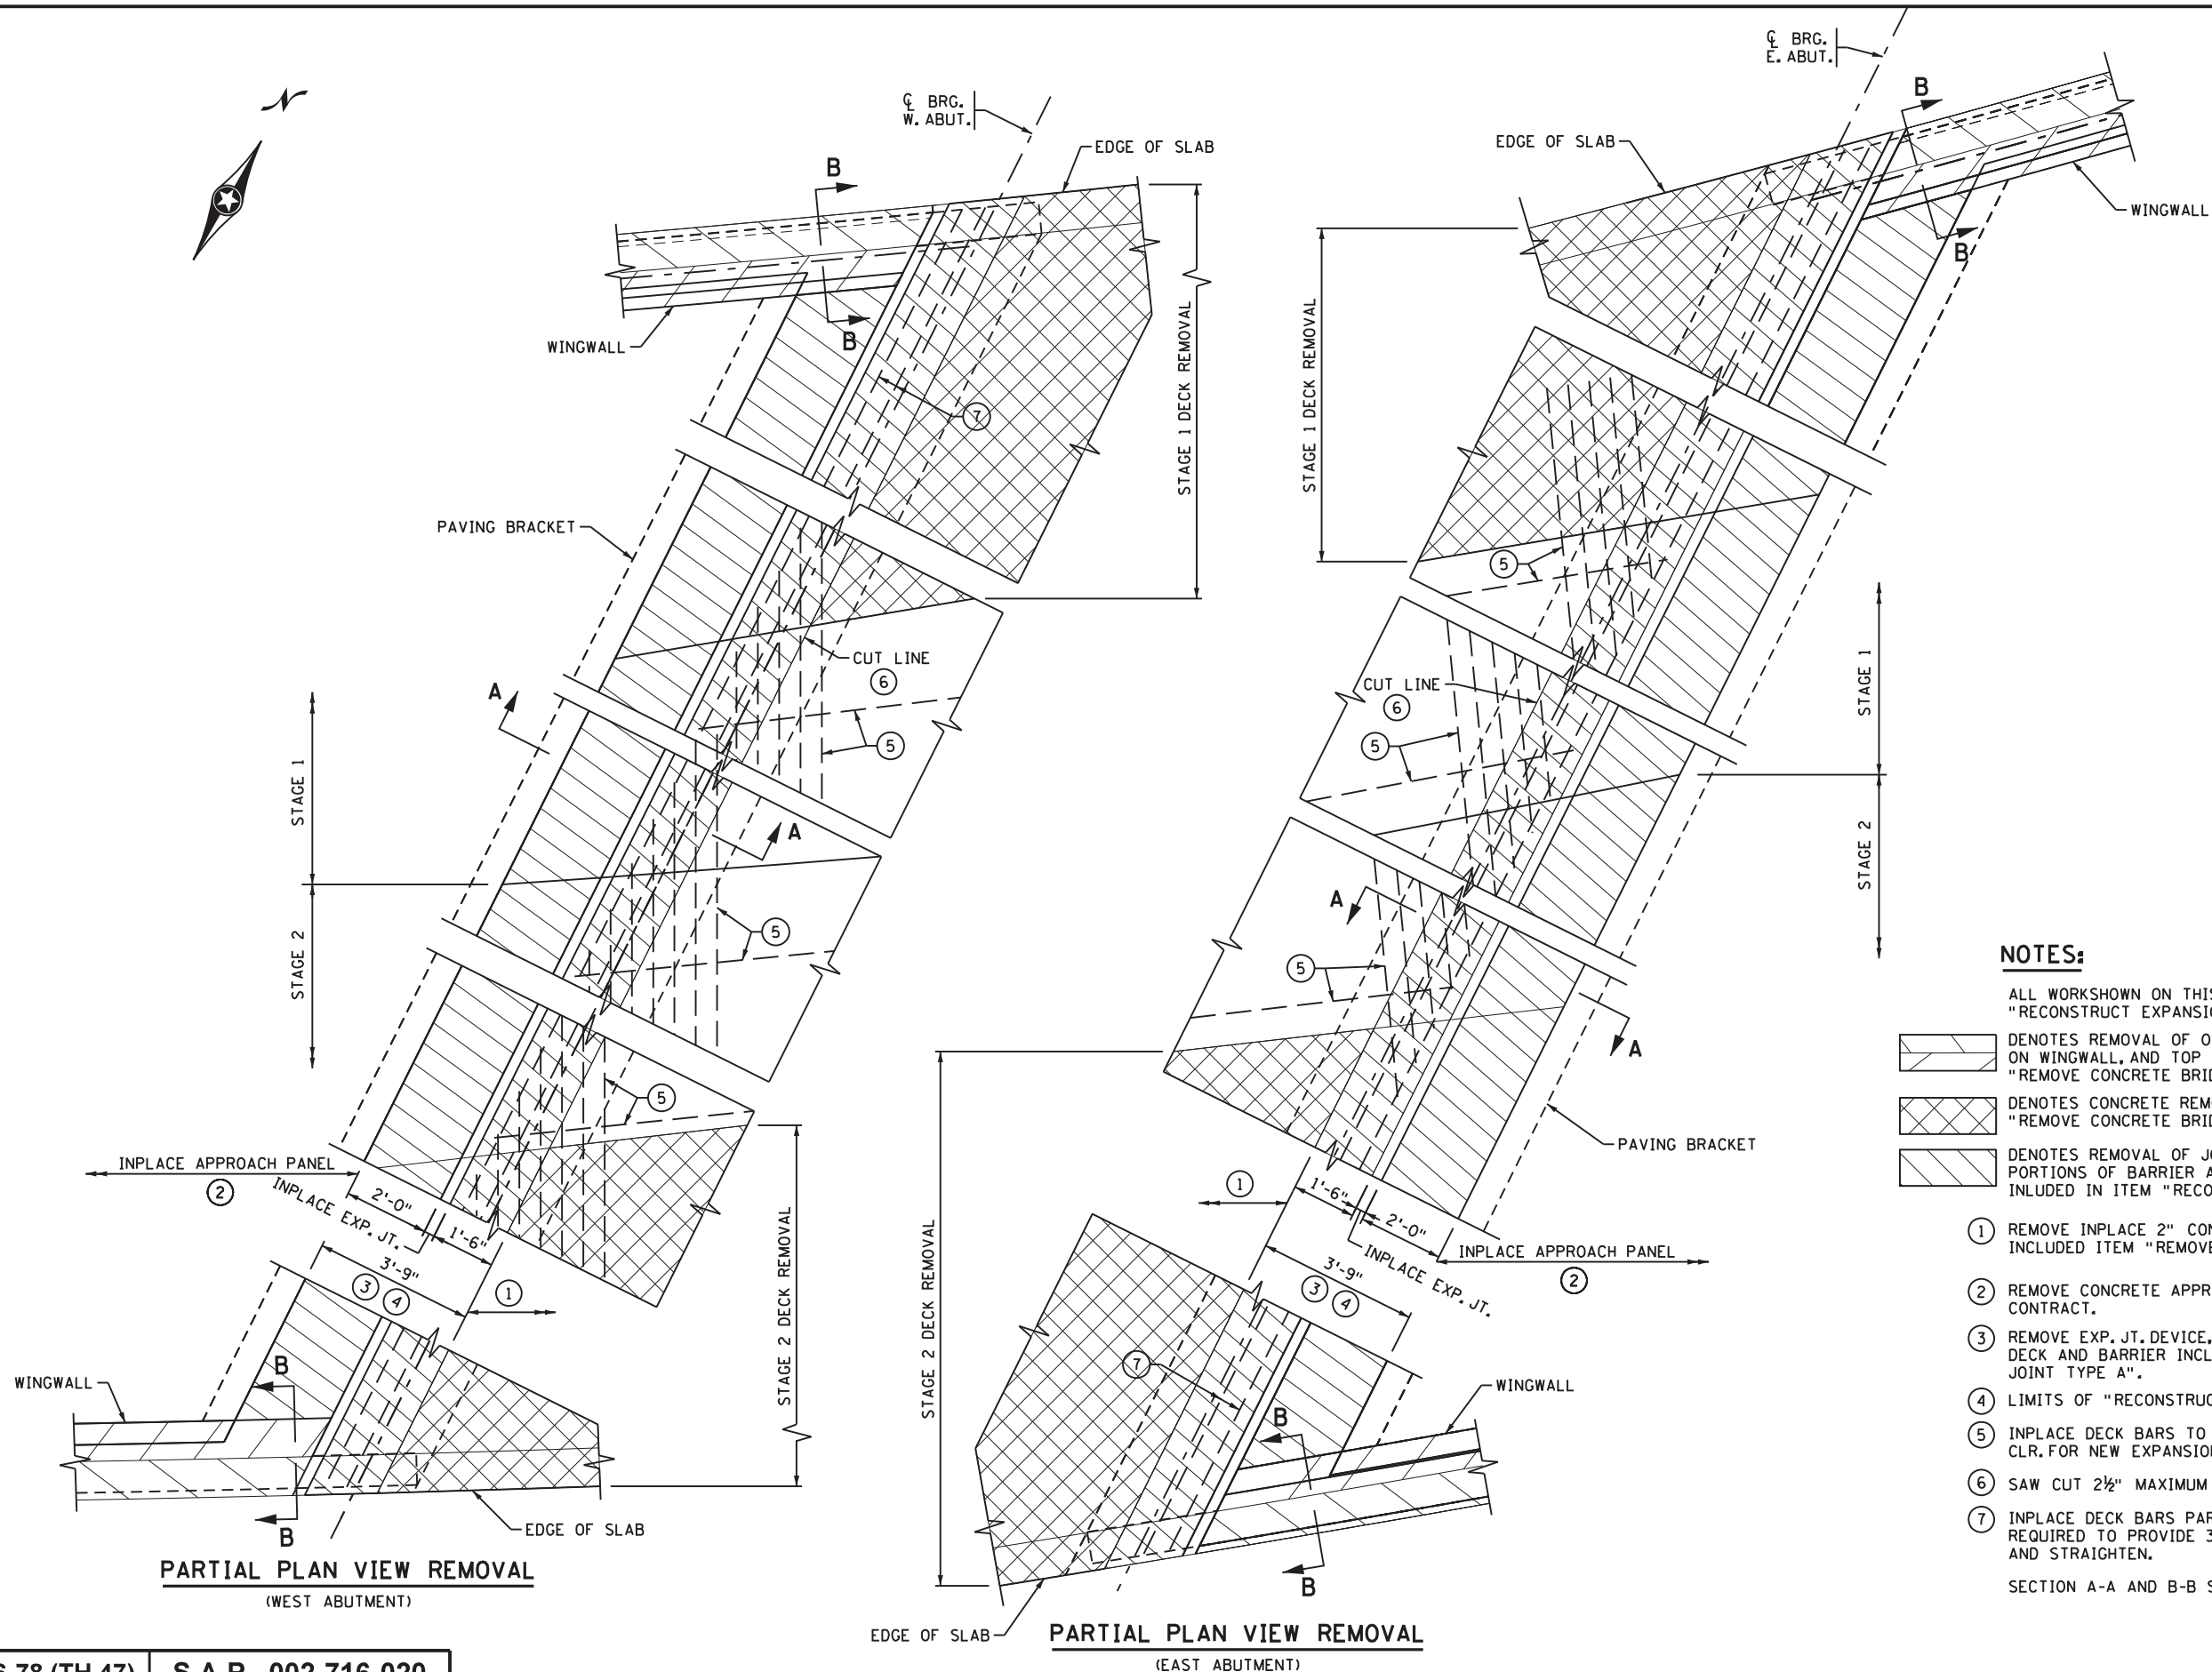 N
℄ BRG.
W. ABUT.
EDGE OF SLAB
B
B
WINGWALL
STAGE 1 DECK REMOVAL
7
PAVING BRACKET
CUT LINE
6
5
A
A
STAGE 1
STAGE 2
5
5
INPLACE APPROACH PANEL
2
2'-0"
INPLACE EXP. JT.
1'-6"
3'-9"
3 4
1
STAGE 2 DECK REMOVAL
WINGWALL
B
B
EDGE OF SLAB
PARTIAL PLAN VIEW REMOVAL
(WEST ABUTMENT)
℄ BRG.
E. ABUT.
EDGE OF SLAB
B
B
WINGWALL
STAGE 1 DECK REMOVAL
5
CUT LINE
6
5
STAGE 1
STAGE 2
A
A
5
PAVING BRACKET
1
1'-6"
2'-0"
INPLACE EXP. JT.
INPLACE APPROACH PANEL
2
3'-9"
3 4
STAGE 2 DECK REMOVAL
7
WINGWALL
B
B
EDGE OF SLAB
PARTIAL PLAN VIEW REMOVAL
(EAST ABUTMENT)
NOTES:
ALL WORKSHOWN ON THIS
"RECONSTRUCT EXPANSIO
DENOTES REMOVAL OF O
ON WINGWALL, AND TOP
"REMOVE CONCRETE BRID
DENOTES CONCRETE REM
"REMOVE CONCRETE BRID
DENOTES REMOVAL OF JO
PORTIONS OF BARRIER A
INLUDED IN ITEM "RECO
1 REMOVE INPLACE 2" CON
INCLUDED ITEM "REMOVE
2 REMOVE CONCRETE APPR
CONTRACT.
3 REMOVE EXP. JT. DEVICE,
DECK AND BARRIER INCL
JOINT TYPE A".
4 LIMITS OF "RECONSTRUC
5 INPLACE DECK BARS TO
CLR. FOR NEW EXPANSION
6 SAW CUT 2½" MAXIMUM
7 INPLACE DECK BARS PAR
REQUIRED TO PROVIDE 3
AND STRAIGHTEN.
SECTION A-A AND B-B S
78 (TH 47)
S.A.P. 002-716-020